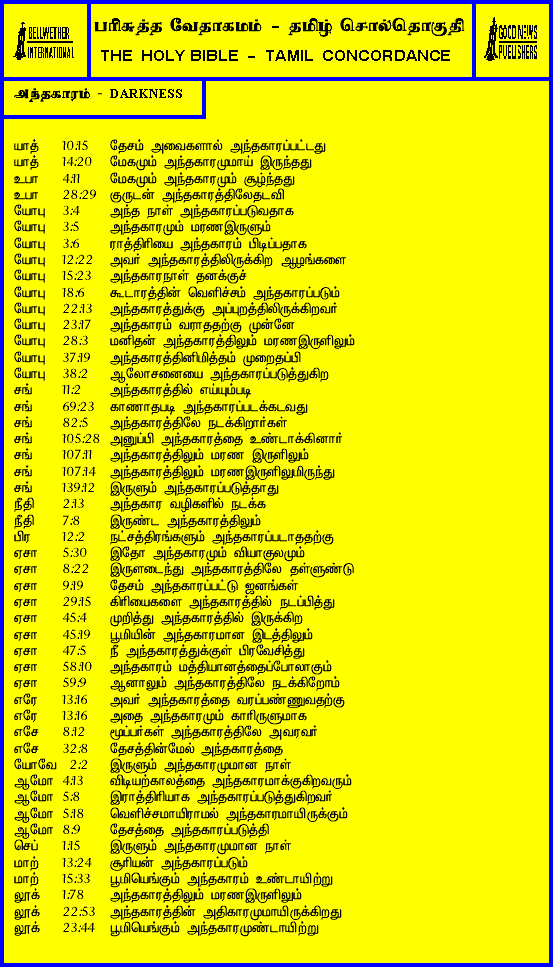 BELLWETHER
INTERNATIONAL
பரிசுத்த வேதாகமம் - தமிழ் சொல்தொகுதி
THE HOLY BIBLE - TAMIL CONCORDANCE
GOOD NEWS
PUBLISHERS
அந்தகாரம் - DARKNESS
யாத் 10:15 தேசம் அவைகளால் அந்தகாரப்பட்டது
யாத் 14:20 மேகமும் அந்தகாரமுமாய் இருந்தது
உபா 4:11 மேகமும் அந்தகாரமும் சூழ்ந்தது
உபா 28:29 குருடன் அந்தகாரத்திலேதடவி
யோபு 3:4 அந்த நாள் அந்தகாரப்படுவதாக
யோபு 3:5 அந்தகாரமும் மரணஇருளும்
யோபு 3:6 ராத்திரியை அந்தகாரம் பிடிப்பதாக
யோபு 12:22 அவர் அந்தகாரத்திலிருக்கிற ஆழங்களை
யோபு 15:23 அந்தகாரநாள் தனக்குச்
யோபு 18:6 கூடாரத்தின் வெளிச்சம் அந்தகாரப்படும்
யோபு 22:13 அந்தகாரத்துக்கு அப்புறத்திலிருக்கிறவர்
யோபு 23:17 அந்தகாரம் வராததற்கு முன்னே
யோபு 28:3 மனிதன் அந்தகாரத்திலும் மரணஇருளிலும்
யோபு 37:19 அந்தகாரத்தினிமித்தம் முறைதப்பி
யோபு 38:2 ஆலோசனையை அந்தகாரப்படுத்துகிற
சங் 11:2 அந்தகாரத்தில் எய்யும்படி
சங் 69:23 காணாதபடி அந்தகாரப்படக்கடவது
சங் 82:5 அந்தகாரத்திலே நடக்கிறார்கள்
சங் 105:28 அனுப்பி அந்தகாரத்தை உண்டாக்கினார்
சங் 107:11 அந்தகாரத்திலும் மரண இருளிலும்
சங் 107:14 அந்தகாரத்திலும் மரணஇருளிலுமிருந்து
சங் 139:12 இருளும் அந்தகாரப்படுத்தாது
நீதி 2:13 அந்தகார வழிகளில் நடக்க
நீதி 7:8 இருண்ட அந்தகாரத்திலும்
பிர 12:2 நட்சத்திரங்களும் அந்தகாரப்படாததற்கு
ஏசா 5:30 இதோ அந்தகாரமும் வியாகுலமும்
ஏசா 8:22 இருளடைந்து அந்தகாரத்திலே தள்ளுண்டு
ஏசா 9:19 தேசம் அந்தகாரப்பட்டு ஜனங்கள்
ஏசா 29:15 கிரியைகளை அந்தகாரத்தில் நடப்பித்து
ஏசா 45:4 முறித்து அந்தகாரத்தில் இருக்கிற
ஏசா 45:19 பூமியின் அந்தகாரமான இடத்திலும்
ஏசா 47:5 நீ அந்தகாரத்துக்குள் பிரவேசித்து
ஏசா 58:10 அந்தகாரம் மத்தியானத்தைப்போலாகும்
ஏசா 59:9 ஆனாலும் அந்தகாரத்திலே நடக்கிறோம்
எரே 13:16 அவர் அந்தகாரத்தை வரப்பண்ணுவதற்கு
எரே 13:16 அதை அந்தகாரமும் காரிருளுமாக
எசே 8:12 மூப்பர்கள் அந்தகாரத்திலே அவரவர்
எசே 32:8 தேசத்தின்மேல் அந்தகாரத்தை
யோவே 2:2 இருளும் அந்தகாரமுமான நாள்
ஆமோ 4:13 விடியற்காலத்தை அந்தகாரமாக்குகிறவரும்
ஆமோ 5:8 இராத்திரியாக அந்தகாரப்படுத்துகிறவர்
ஆமோ 5:18 வெளிச்சமாயிராமல் அந்தகாரமாயிருக்கும்
ஆமோ 8:9 தேசத்தை அந்தகாரப்படுத்தி
செப் 1:15 இருளும் அந்தகாரமுமான நாள்
மாற் 13:24 சூரியன் அந்தகாரப்படும்
மாற் 15:33 பூமியெங்கும் அந்தகாரம் உண்டாயிற்று
லூக் 1:78 அந்தகாரத்திலும் மரணஇருளிலும்
லூக் 22:53 அந்தகாரத்தின் அதிகாரமுமாயிருக்கிறது
லூக் 23:44 பூமியெங்கும் அந்தகாரமுண்டாயிற்று